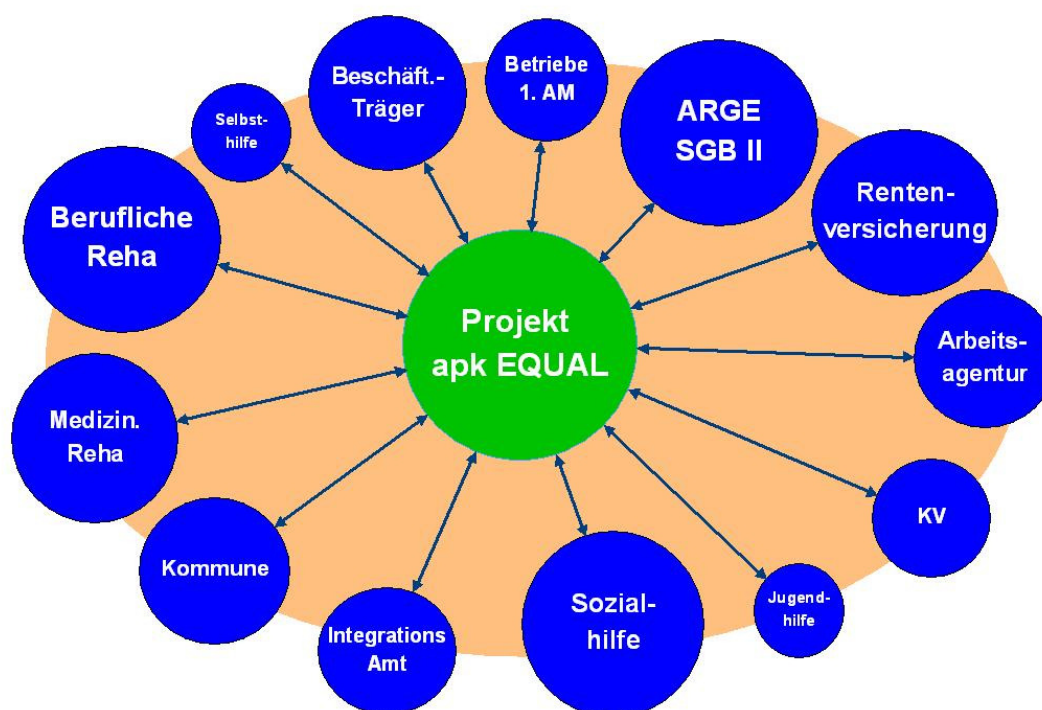 Beschäft.-
Träger
Betriebe
1. AM
ARGE
SGB II
Selbst-
hilfe
Renten-
versicherung
Berufliche
Reha
Projekt
apk EQUAL
Arbeits-
agentur
Medizin.
Reha
KV
Kommune
Integrations
Amt
Sozial-
hilfe
Jugend-
hilfe